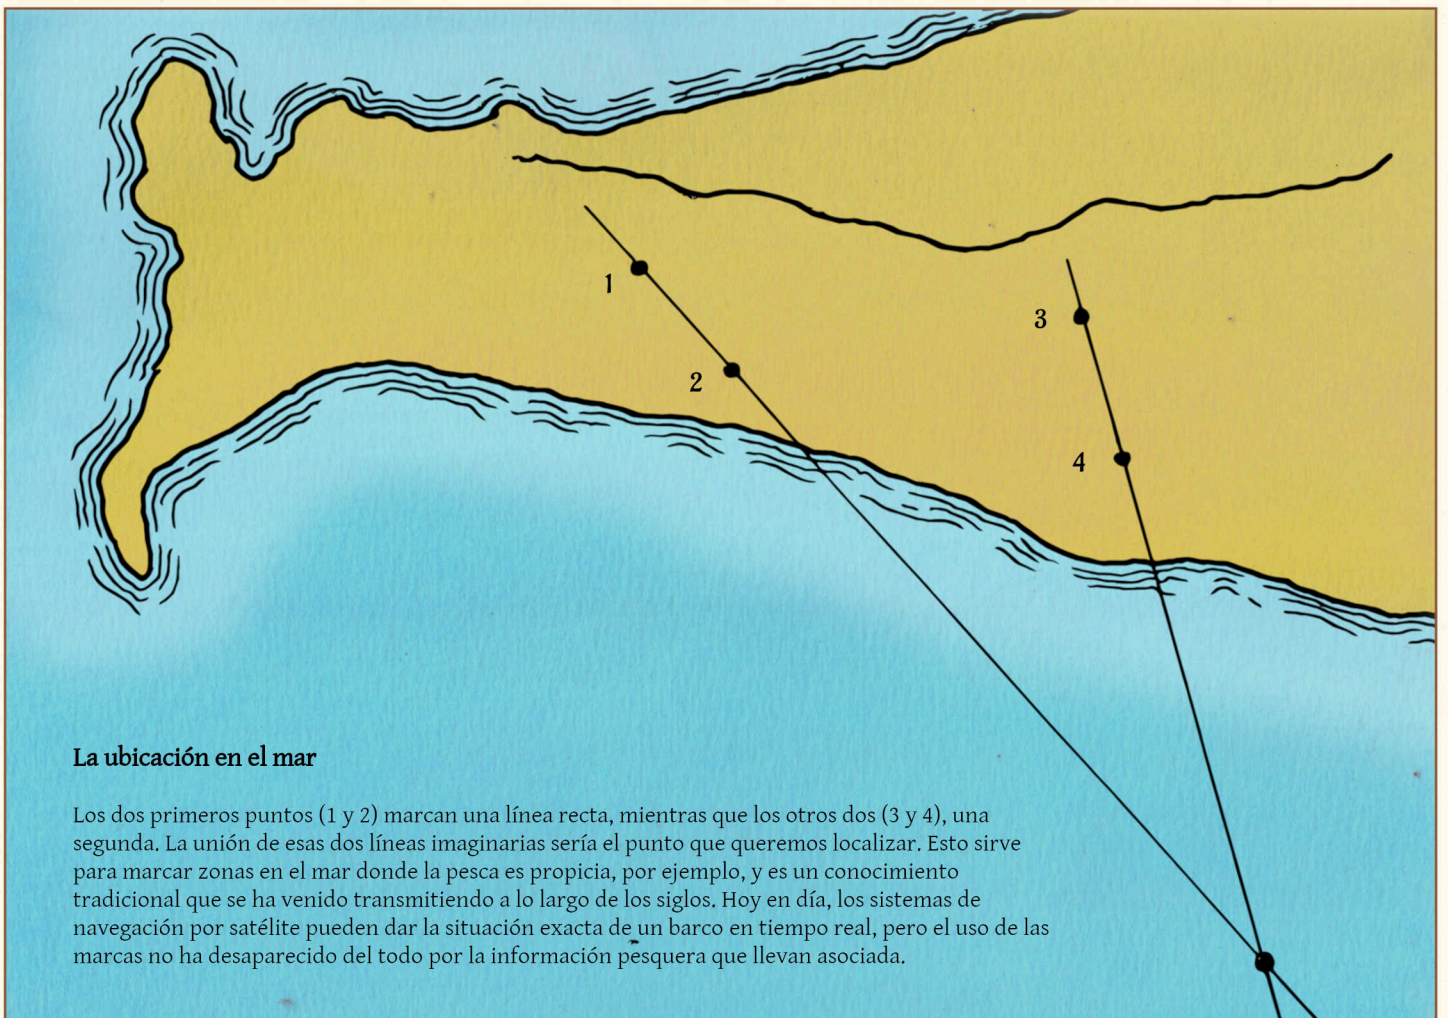 1
2
3
4
La ubicación en el mar
Los dos primeros puntos (1 y 2) marcan una línea recta, mientras que los otros dos (3 y 4), una
segunda. La unión de esas dos líneas imaginarias sería el punto que queremos localizar. Esto sirve
para marcar zonas en el mar donde la pesca es propicia, por ejemplo, y es un conocimiento
tradicional que se ha venido transmitiendo a lo largo de los siglos. Hoy en día, los sistemas de
navegación por satélite pueden dar la situación exacta de un barco en tiempo real, pero el uso de las
marcas no ha desaparecido del todo por la información pesquera que llevan asociada.